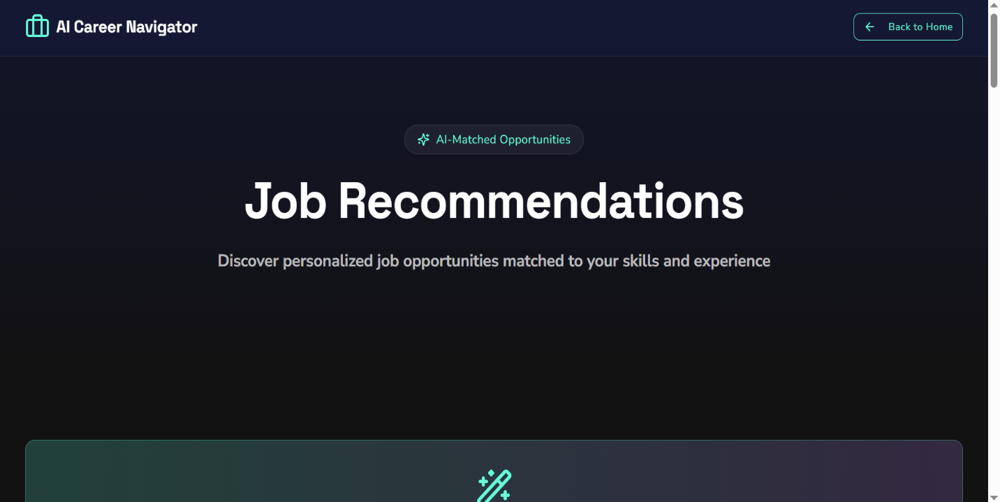 AI Career Navigator
Back to Home
AI-Matched Opportunities
Job Recommendations
Discover personalized job opportunities matched to your skills and experience